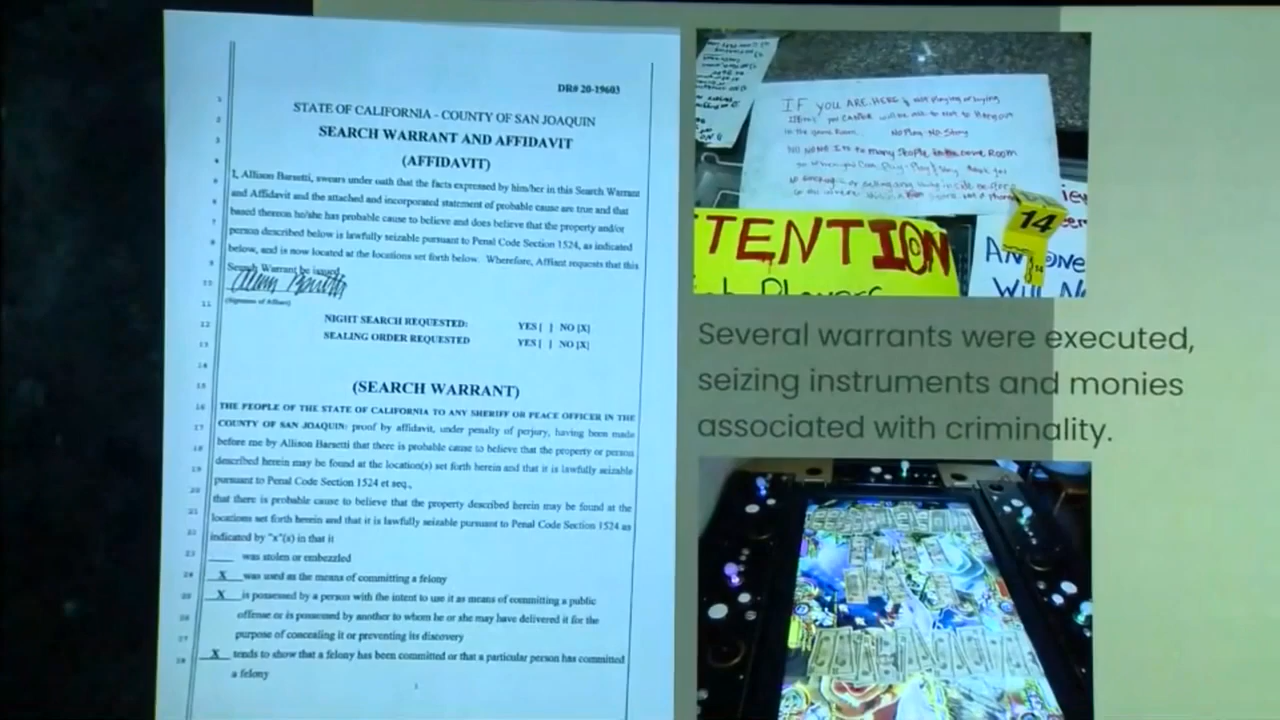 DR# 20-19603
STATE OF CALIFORNIA - COUNTY OF SAN JOAQUIN
SEARCH WARRANT AND AFFIDAVIT
(AFFIDAVIT)
I, Allison Barsetti, swears under oath that the facts expressed by him/her in this Search Warrant
and Affidavit and the attached and incorporated statement of probable cause are true and that
based thereon he/she has probable cause to believe and does believe that the property and/or
person described below is lawfully seizable pursuant to Penal Code Section 1524, as indicated
below, and is now located at the locations set forth below. Wherefore, Affiant requests that this
Search Warrant be issued
(Signature of Affiant)
NIGHT SEARCH REQUESTED: YES [ ] NO [X]
SEALING ORDER REQUESTED YES [ ] NO [X]
(SEARCH WARRANT)
THE PEOPLE OF THE STATE OF CALIFORNIA TO ANY SHERIFF OR PEACE OFFICER IN THE
COUNTY OF SAN JOAQUIN: proof by affidavit, under penalty of perjury, having been made
before me by Allison Barsetti that there is probable cause to believe that the property or person
described herein may be found at the location(s) set forth herein and that it is lawfully seizable
pursuant to Penal Code Section 1524 et seq.,
that there is probable cause to believe that the property described herein may be found at the
locations set forth herein and that it is lawfully seizable pursuant to Penal Code Section 1524 as
indicated by "x"(s) in that it
was stolen or embezzled
X was used as the means of committing a felony
X is possessed by a person with the intent to use it as means of committing a public
offense or is possessed by another to whom he or she may have delivered it for the
purpose of concealing it or preventing its discovery
X tends to show that a felony has been committed or that a particular person has committed
a felony
1
IF YOU ARE HERE & Not Playing or buying
in the game Room. No Play No Stay
Room
TENTION
Players
14
14
ANYONE
WILL
Several warrants were executed,
seizing instruments and monies
associated with criminality.